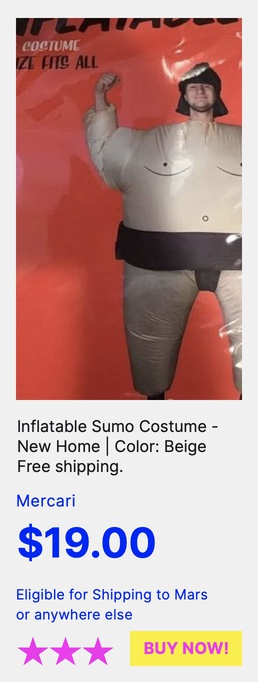 INFLATABLE
COSTUME
ZE FITS ALL
Inflatable Sumo Costume -
New Home | Color: Beige
Free shipping.
Mercari
$19.00
Eligible for Shipping to Mars
or anywhere else
BUY NOW!